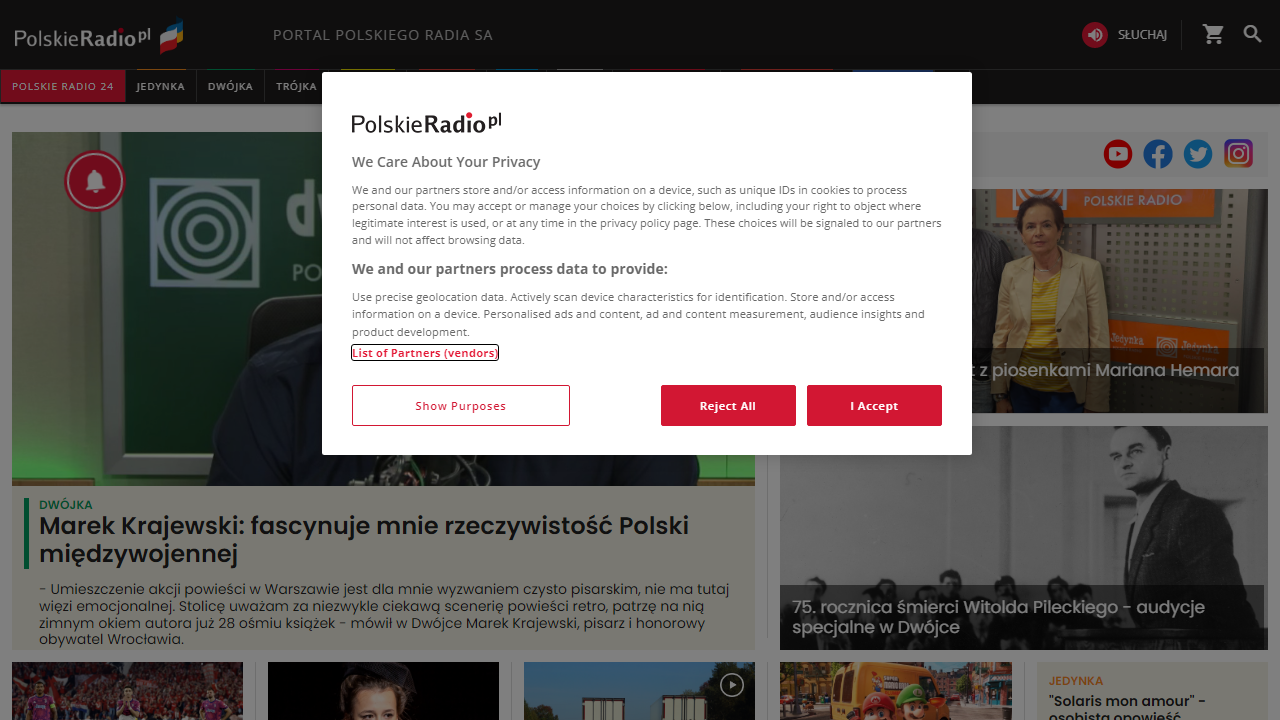 PolskieRadio.pl
PORTAL POLSKIEGO RADIA SA
SŁUCHAJ
POLSKIE RADIO 24
JEDYNKA
DWÓJKA
TRÓJKA
PolskieRadio.pl
We Care About Your Privacy
We and our partners store and/or access information on a device, such as unique IDs in cookies to process
personal data. You may accept or manage your choices by clicking below, including your right to object where
legitimate interest is used, or at any time in the privacy policy page. These choices will be signaled to our partners
and will not affect browsing data.
We and our partners process data to provide:
Use precise geolocation data. Actively scan device characteristics for identification. Store and/or access
information on a device. Personalised ads and content, ad and content measurement, audience insights and
product development.
List of Partners (vendors)
Show Purposes
Reject All
I Accept
POLSKIE RADIO
z piosenkami Mariana Hemara
DWÓJKA
Marek Krajewski: fascynuje mnie rzeczywistość Polski
międzywojennej
- Umieszczenie akcji powieści w Warszawie jest dla mnie wyzwaniem czysto pisarskim, nie ma tutaj
więzi emocjonalnej. Stolicę uważam za niezwykle ciekawą scenerię powieści retro, patrzę na nią
zimnym okiem autora już 28 ośmiu książek - mówił w Dwójce Marek Krajewski, pisarz i honorowy
obywatel Wrocławia.
75. rocznica śmierci Witolda Pileckiego - audycje
specjalne w Dwójce
JEDYNKA
"Solaris mon amour" -
osobista opowieść